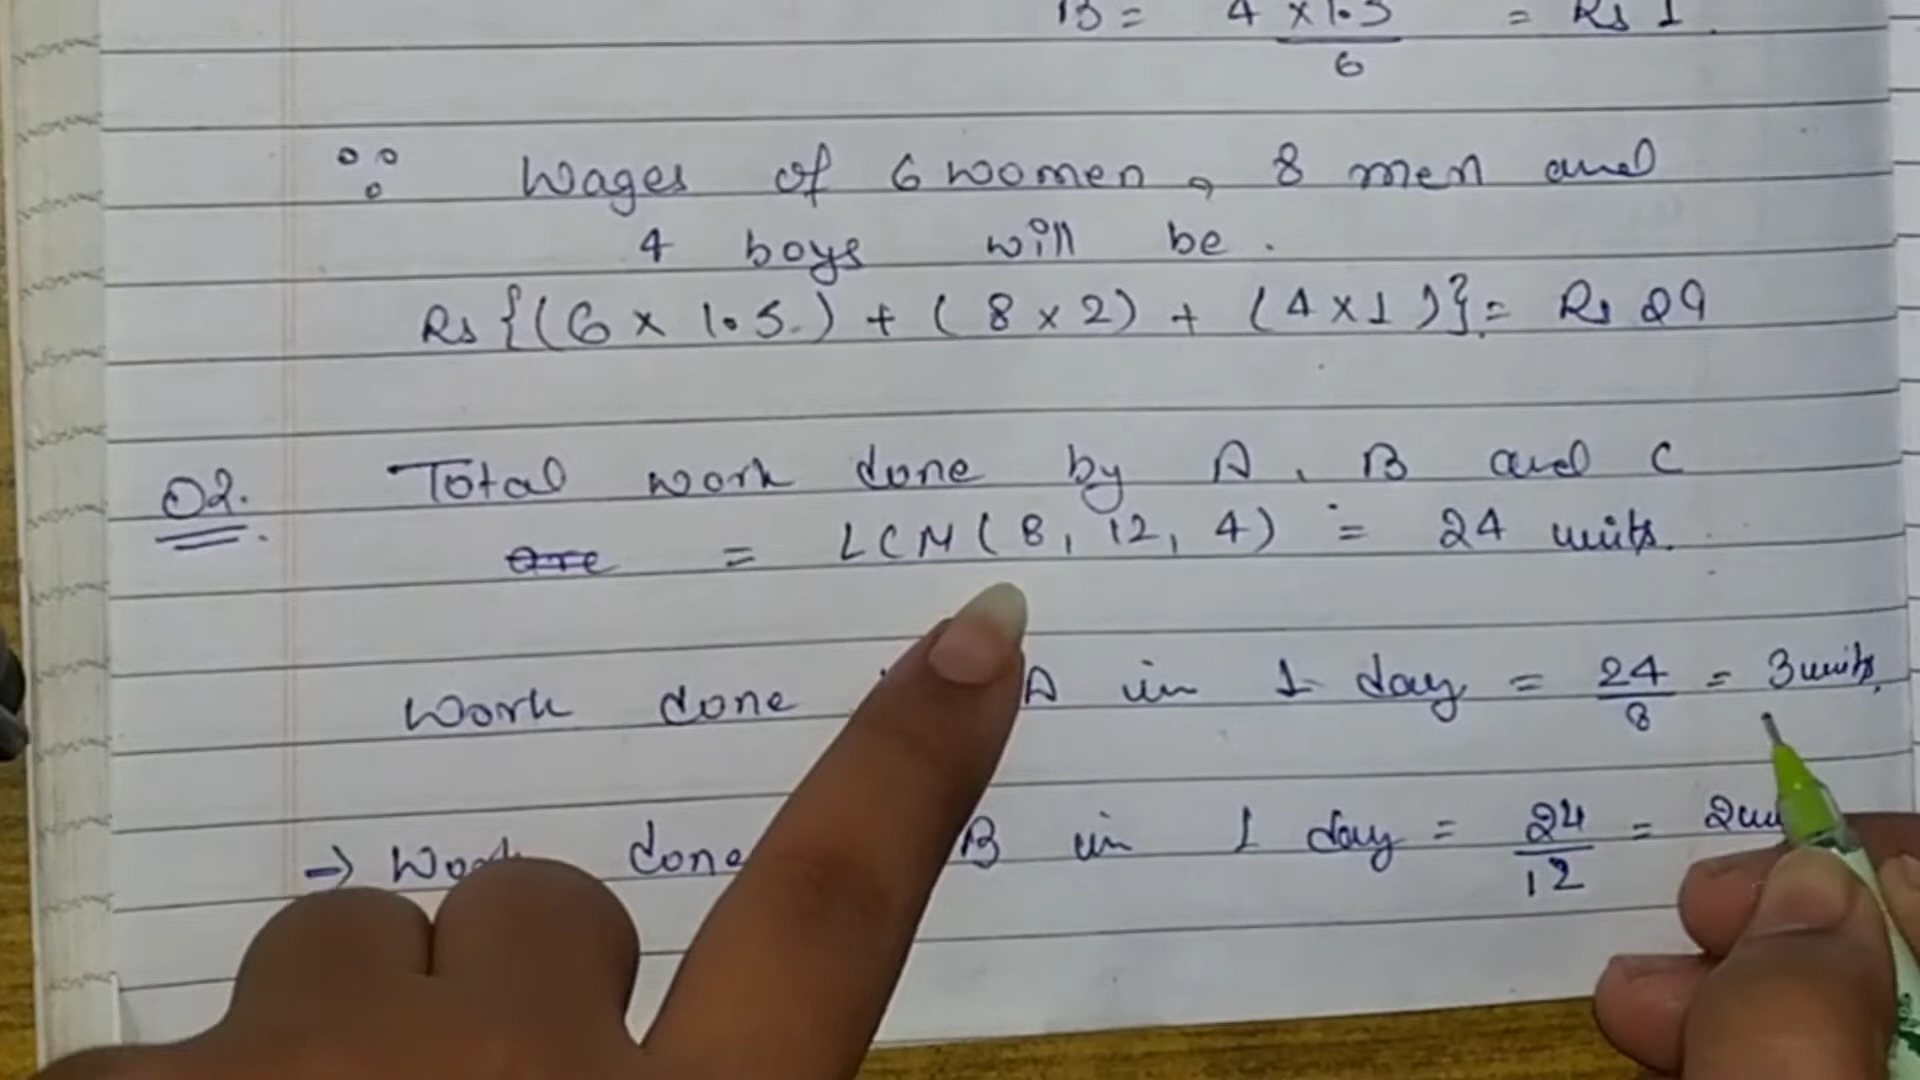 B = 4 x 1.5 / 6 = Rs 1.
∴ Wages of 6 women, 8 men and
4 boys will be.
Rs {(6 x 1.5) + (8 x 2) + (4 x 1)} = Rs 29
Q2. Total work done by A, B and C
= LCM (8, 12, 4) = 24 units.
Work done A in 1 day = 24/8 = 3 units.
→ done B in 1 day = 24/12 = 2